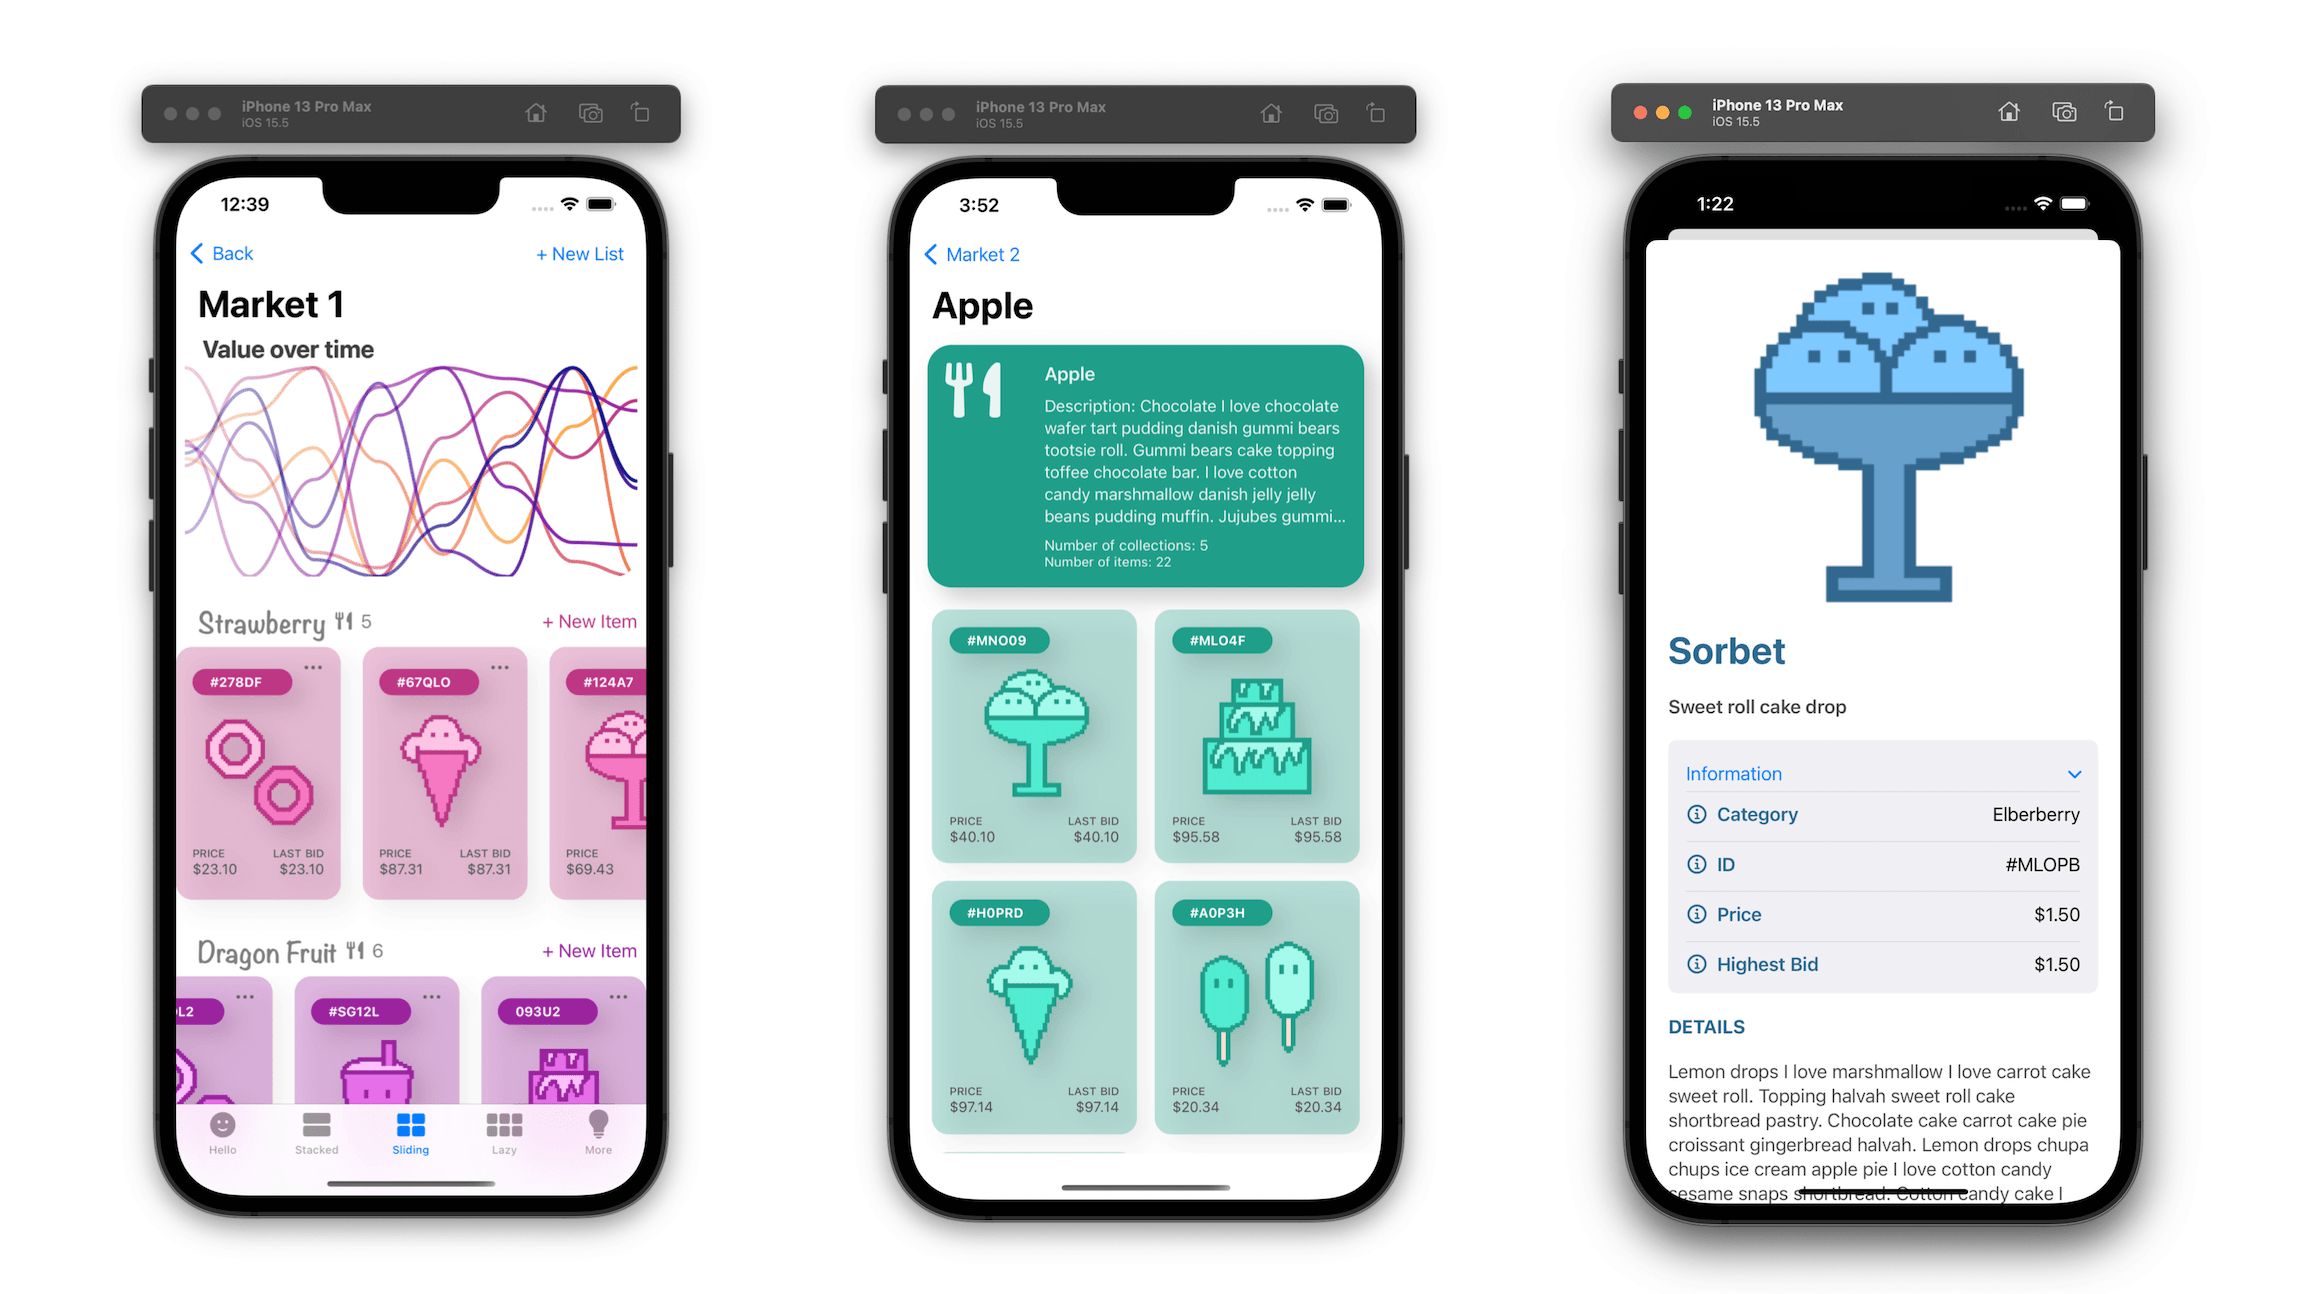 iPhone 13 Pro Max
iOS 15.5
12:39
Back
+ New List
Market 1
Value over time
Strawberry 5
+ New Item
#278DF
#67QLO
#124A7
PRICE LAST BID
$23.10 $23.10
PRICE LAST BID
$87.31 $87.31
PRICE
$69.43
Dragon Fruit 6
+ New Item
L2
#SG12L
093U2
Hello
Stacked
Sliding
Lazy
More
iPhone 13 Pro Max
iOS 15.5
3:52
Market 2
Apple
Apple
Description: Chocolate I love chocolate
wafer tart pudding danish gummi bears
tootsie roll. Gummi bears cake topping
toffee chocolate bar. I love cotton
candy marshmallow danish jelly jelly
beans pudding muffin. Jujubes gummi...
Number of collections: 5
Number of items: 22
#MNO09
PRICE LAST BID
$40.10 $40.10
#MLO4F
PRICE LAST BID
$95.58 $95.58
#H0PRD
PRICE LAST BID
$97.14 $97.14
#A0P3H
PRICE LAST BID
$20.34 $20.34
iPhone 13 Pro Max
iOS 15.5
1:22
Sorbet
Sweet roll cake drop
Information
Category Elberberry
ID #MLOPB
Price $1.50
Highest Bid $1.50
DETAILS
Lemon drops I love marshmallow I love carrot cake
sweet roll. Topping halvah sweet roll cake
shortbread pastry. Chocolate cake carrot cake pie
croissant gingerbread halvah. Lemon drops chupa
chups ice cream apple pie I love cotton candy
sesame snaps shortbread. Cotton candy cake I